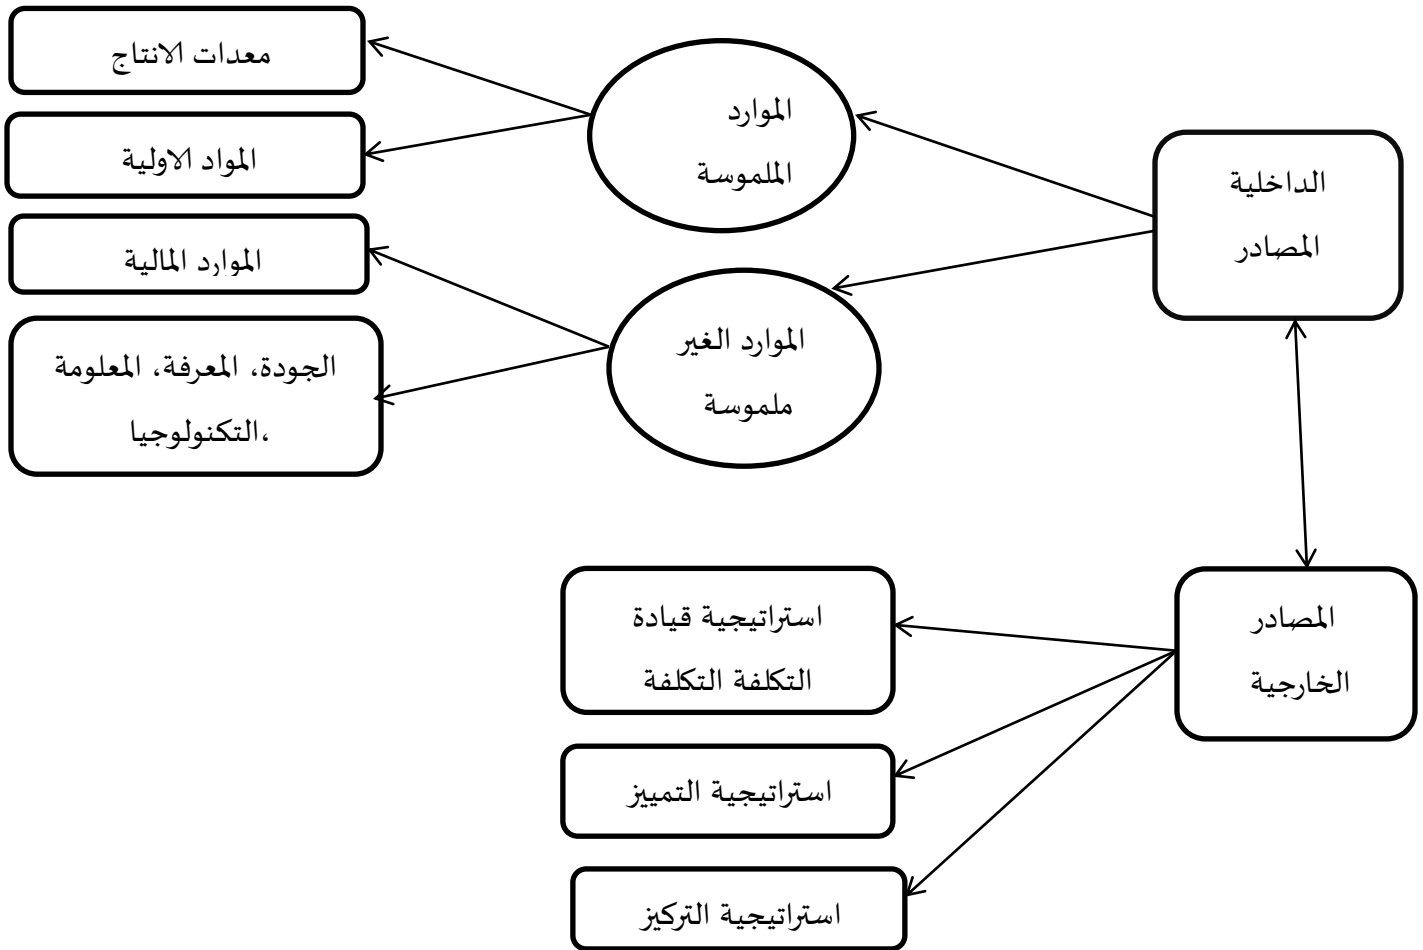 الداخلية
المصادر
الموارد
الملموسة
معدات الانتاج
المواد الاولية
الموارد الغير
ملموسة
الموارد المالية
الجودة، المعرفة، المعلومة
،التكنولوجيا
المصادر
الخارجية
استراتيجية قيادة
التكلفة التكلفة
استراتيجية التمييز
استراتيجية التركيز